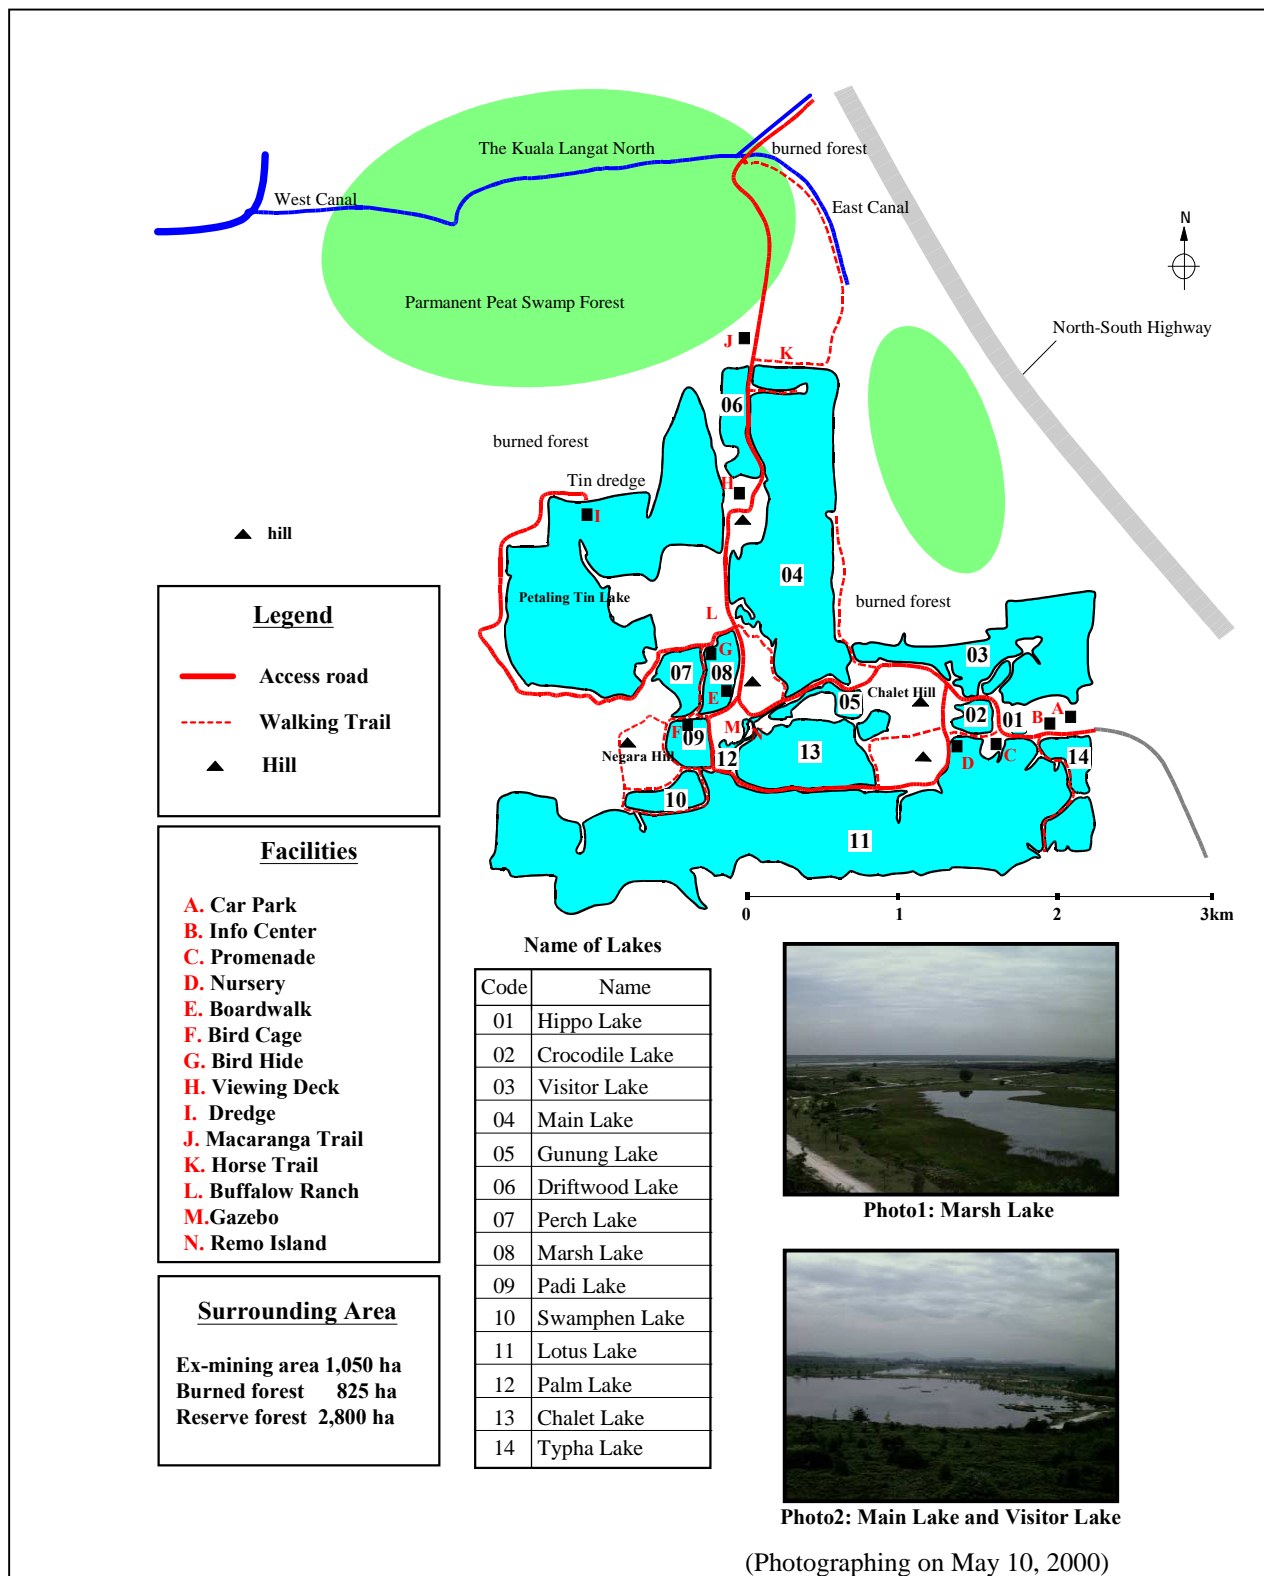 The Kuala Langat North
burned forest
West Canal
East Canal
N
Parmanent Peat Swamp Forest
North-South Highway
J
K
06
burned forest
Tin dredge
H
I
hill
04
Petaling Tin Lake
L
burned forest
03
G
07
08
E
05
Chalet Hill
02
01
B
A
F
09
M
N
Negara Hill
12
13
D
C
14
10
11
0
1
2
3km
Legend
Access road
Walking Trail
Hill
Facilities
A. Car Park
B. Info Center
C. Promenade
D. Nursery
E. Boardwalk
F. Bird Cage
G. Bird Hide
H. Viewing Deck
I. Dredge
J. Macaranga Trail
K. Horse Trail
L. Buffalow Ranch
M.Gazebo
N. Remo Island
Surrounding Area
Ex-mining area 1,050 ha
Burned forest 825 ha
Reserve forest 2,800 ha
Name of Lakes
Code Name
01 Hippo Lake
02 Crocodile Lake
03 Visitor Lake
04 Main Lake
05 Gunung Lake
06 Driftwood Lake
07 Perch Lake
08 Marsh Lake
09 Padi Lake
10 Swamphen Lake
11 Lotus Lake
12 Palm Lake
13 Chalet Lake
14 Typha Lake
Photo1: Marsh Lake
Photo2: Main Lake and Visitor Lake
(Photographing on May 10, 2000)